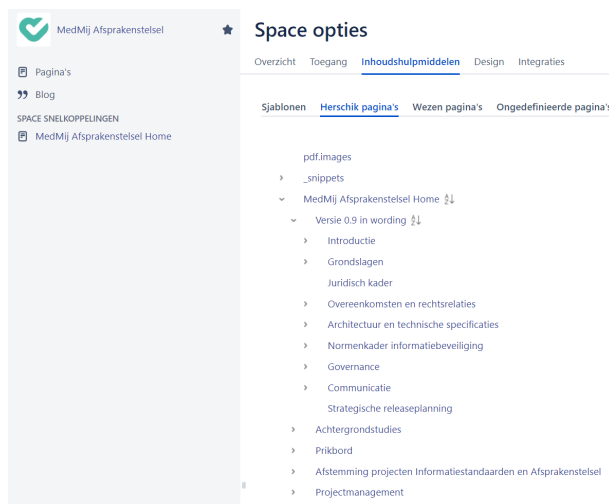 MedMij Afsprakenstelsel
Pagina's
Blog
SPACE SNELKOPPELINGEN
MedMij Afsprakenstelsel Home
Space opties
Overzicht Toegang Inhoudshulpmiddelen Design Integraties
Sjablonen Herschik pagina's Wezen pagina's Ongedefinieerde pagina's
pdf.images
_snippets
MedMij Afsprakenstelsel Home
Versie 0.9 in wording
Introductie
Grondslagen
Juridisch kader
Overeenkomsten en rechtsrelaties
Architectuur en technische specificaties
Normenkader informatiebeveiliging
Governance
Communicatie
Strategische releaseplanning
Achtergrondstudies
Prikbord
Afstemming projecten Informatiestandaarden en Afsprakenstelsel
Projectmanagement